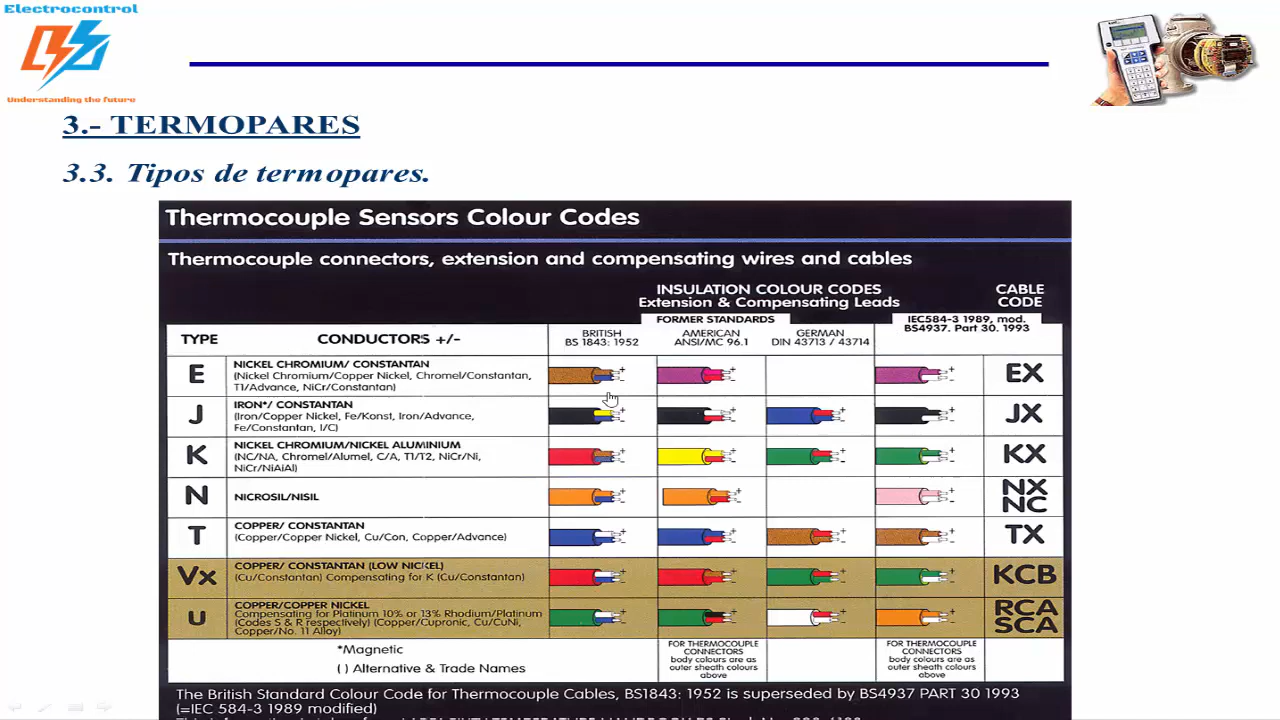 Electrocontrol
Understanding the future
3.- TERMOPARES
3.3. Tipos de termopares.
Thermocouple Sensors Colour Codes
Thermocouple connectors, extension and compensating wires and cables
INSULATION COLOUR CODES
Extension & Compensating Leads
CABLE
CODE
FORMER STANDARDS
IEC584-3 1989, mod.
BS4937. Part 30. 1993
TYPE
CONDUCTORS +/-
BRITISH
BS 1843: 1952
AMERICAN
ANSI/MC 96.1
GERMAN
DIN 43713 / 43714
E
NICKEL CHROMIUM/ CONSTANTAN
(Nickel Chromium/Copper Nickel, Chromel/Constantan,
T1/Advance, NiCr/Constantan)
+ + +
- - -
EX
J
IRON*/ CONSTANTAN
(Iron/Copper Nickel, Fe/Konst, Iron/Advance,
Fe/Constantan, I/C)
+ + + +
- - - -
JX
K
NICKEL CHROMIUM/NICKEL ALUMINIUM
(NC/NA, Chromel/Alumel, C/A, T1/T2, NiCr/Ni,
NiCr/NiAlAl)
+ + + +
- - - -
KX
N
NICROSIL/NISIL
+ + +
- - -
NX
NC
T
COPPER/ CONSTANTAN
(Copper/Copper Nickel, Cu/Con, Copper/Advance)
+ + + +
- - - -
TX
Vx
COPPER/ CONSTANTAN (LOW NICKEL)
(Cu/Constantan) Compensating for K (Cu/Constantan)
+ + + +
- - - -
KCB
U
COPPER/COPPER NICKEL
Compensating for Platinum 10% or 13% Rhodium/Platinum
(Codes S & R respectively) (Copper/Cupronic, Cu/CuNi,
Copper/No. 11 Alloy)
+ + + +
- - - -
RCA
SCA
*Magnetic
( ) Alternative & Trade Names
FOR THERMOCOUPLE
CONNECTORS
body colours are as
outer sheath colours
above
FOR THERMOCOUPLE
CONNECTORS
body colours are as
outer sheath colours
above
The British Standard Colour Code for Thermocouple Cables, BS1843: 1952 is superseded by BS4937 PART 30 1993
(=IEC 584-3 1989 modified)